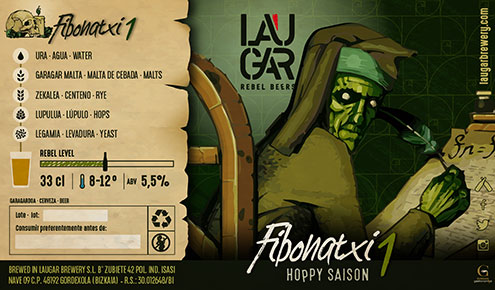 Fibonatxi 1
URA · AGUA · WATER
GARAGAR MALTA · MALTA DE CEBADA · MALTS
ZEKALEA · CENTENO · RYE
LUPULUA · LÚPULO · HOPS
LEGAMIA · LEVADURA · YEAST
REBEL LEVEL
33 cl 8-12º ABV 5,5%
GARAGARDOA · CERVEZA · BEER
Lote · lot:
Consumir preferentemente antes de:
BREWED IN LAUGAR BREWERY S.L. Bº ZUBIETE 42 POL. IND. ISASI
NAVE 09 C.P. 48192 GORDEXOLA (BIZKAIA) · R.S.: 30.012648/BI
LAU
GAR
REBEL BEERS
Fibonatxi 1
HOPPY SAISON
laugarbrewery.com